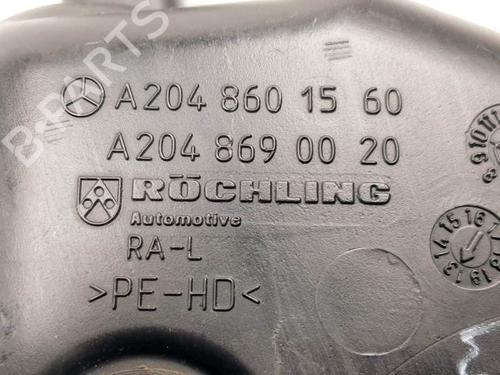 A204 860 15 60
A204 869 00 20
RÖCHLING
Automotive
RA-L
>PE-HD<
B-PARTS